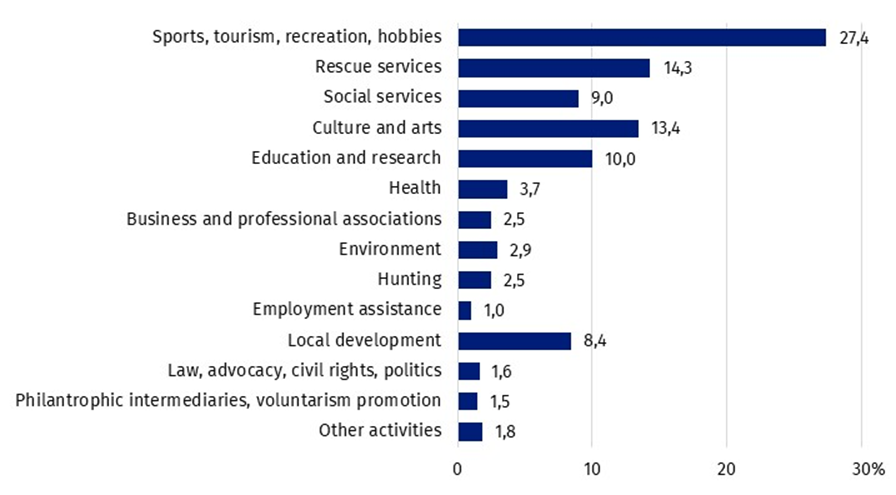 Sports, tourism, recreation, hobbies 27,4
Rescue services 14,3
Social services 9,0
Culture and arts 13,4
Education and research 10,0
Health 3,7
Business and professional associations 2,5
Environment 2,9
Hunting 2,5
Employment assistance 1,0
Local development 8,4
Law, advocacy, civil rights, politics 1,6
Philantrophic intermediaries, voluntarism promotion 1,5
Other activities 1,8
0 10 20 30%